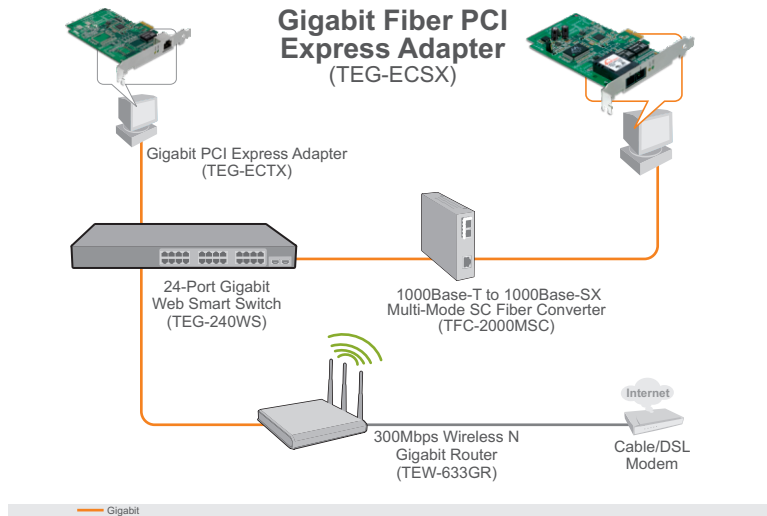 Gigabit Fiber PCI
Express Adapter
(TEG-ECSX)
Gigabit PCI Express Adapter
(TEG-ECTX)
24-Port Gigabit
Web Smart Switch
(TEG-240WS)
1000Base-T to 1000Base-SX
Multi-Mode SC Fiber Converter
(TFC-2000MSC)
300Mbps Wireless N
Gigabit Router
(TEW-633GR)
Internet
Cable/DSL
Modem
Gigabit